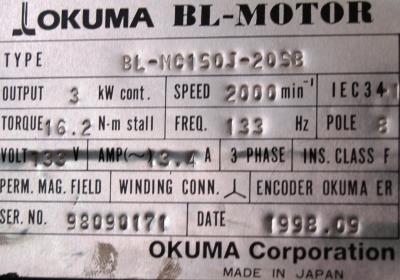 OKUMA BL-MOTOR
TYPE BL-MC150J-20SB
OUTPUT 3 kW cont. SPEED 2000 min⁻¹ IEC34
TORQUE 16.2 N-m stall FREQ. 133 Hz POLE 8
VOLT 133 V AMP(~) 13.4 A 3 PHASE INS. CLASS F
PERM. MAG. FIELD WINDING CONN. ENCODER OKUMA ER
SER. NO. 98090171 DATE 1998.09
OKUMA Corporation
MADE IN JAPAN